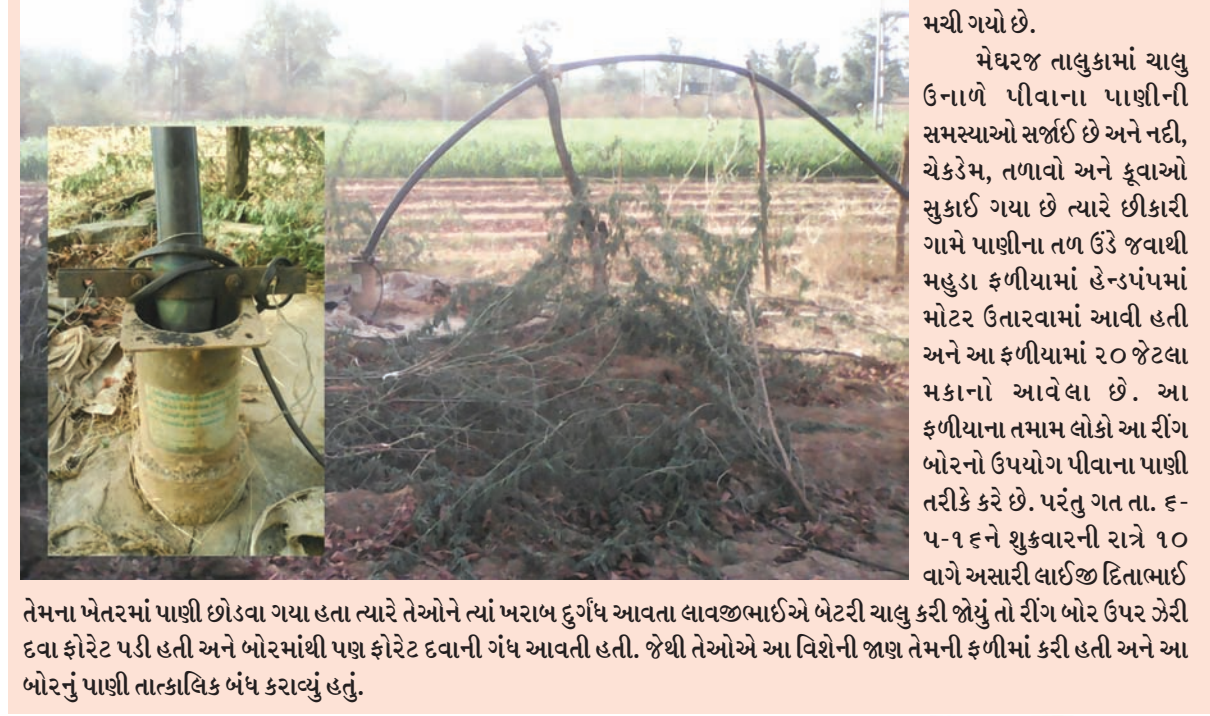 મચી ગયો છે.
મેઘરજ તાલુકામાં ચાલુ
ઉનાળે પીવાના પાણીની
સમસ્યાઓ સર્જાઈ છે અને નદી,
ચેકડેમ, તળાવો અને કૂવાઓ
સુકાઈ ગયા છે ત્યારે છીકારી
ગામે પાણીના તળ ઉંડે જવાથી
મહુડા ફળીયામાં હેન્ડપંપમાં
મોટર ઉતારવામાં આવી હતી
અને આ ફળીયામાં ૨૦ જેટલા
મકાનો આવેલા છે. આ
ફળીયાના તમામ લોકો આ રીંગ
બોરનો ઉપયોગ પીવાના પાણી
તરીકે કરે છે. પરંતુ ગત તા. ૬-
૫-૧૬ને શુક્રવારની રાત્રે ૧૦
વાગે અસારી લાઈજી દિતાભાઈ
તેમના ખેતરમાં પાણી છોડવા ગયા હતા ત્યારે તેઓને ત્યાં ખરાબ દુર્ગંધ આવતા લાવજીભાઈએ બેટરી ચાલુ કરી જોયું તો રીંગ બોર ઉપર ઝેરી
દવા ફોરેટ પડી હતી અને બોરમાંથી પણ ફોરેટ દવાની ગંધ આવતી હતી. જેથી તેઓએ આ વિશેની જાણ તેમની ફળીમાં કરી હતી અને આ
બોરનું પાણી તાત્કાલિક બંધ કરાવ્યું હતું.